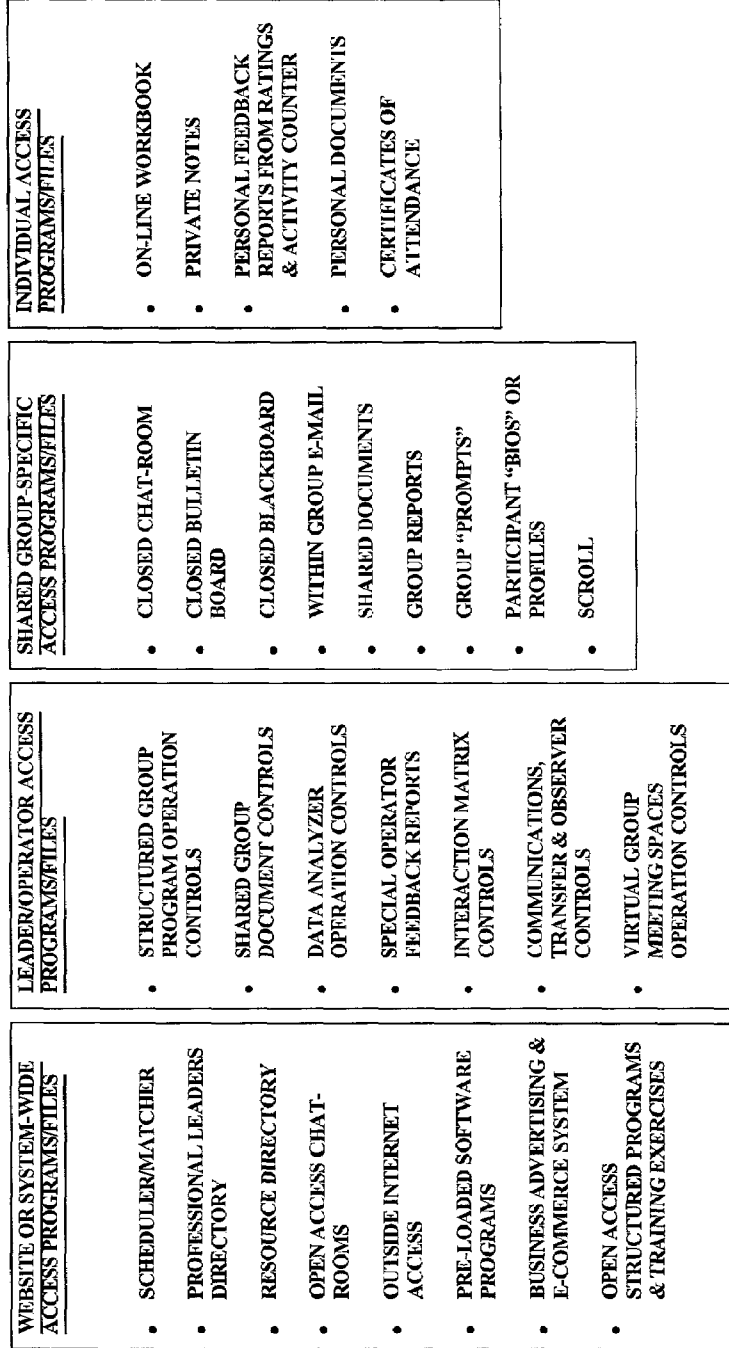 WEBSITE OR SYSTEM-WIDE
ACCESS PROGRAMS/FILES
• SCHEDULER/MATCHER
• PROFESSIONAL LEADERS
DIRECTORY
• RESOURCE DIRECTORY
• OPEN ACCESS CHAT-
ROOMS
• OUTSIDE INTERNET
ACCESS
• PRE-LOADED SOFTWARE
PROGRAMS
• BUSINESS ADVERTISING &
E-COMMERCE SYSTEM
• OPEN ACCESS
STRUCTURED PROGRAMS
& TRAINING EXERCISES
LEADER/OPERATOR ACCESS
PROGRAMS/FILES
• STRUCTURED GROUP
PROGRAM OPERATION
CONTROLS
• SHARED GROUP
DOCUMENT CONTROLS
• DATA ANALYZER
OPERATION CONTROLS
• SPECIAL OPERATOR
FEEDBACK REPORTS
• INTERACTION MATRIX
CONTROLS
• COMMUNICATIONS,
TRANSFER & OBSERVER
CONTROLS
• VIRTUAL GROUP
MEETING SPACES
OPERATION CONTROLS
SHARED GROUP-SPECIFIC
ACCESS PROGRAMS/FILES
• CLOSED CHAT-ROOM
• CLOSED BULLETIN
BOARD
• CLOSED BLACKBOARD
• WITHIN GROUP E-MAIL
• SHARED DOCUMENTS
• GROUP REPORTS
• GROUP “PROMPTS”
• PARTICIPANT “BIOS” OR
PROFILES
• SCROLL
INDIVIDUAL ACCESS
PROGRAMS/FILES
• ON-LINE WORKBOOK
• PRIVATE NOTES
• PERSONAL FEEDBACK
REPORTS FROM RATINGS
& ACTIVITY COUNTER
• PERSONAL DOCUMENTS
• CERTIFICATES OF
ATTENDANCE